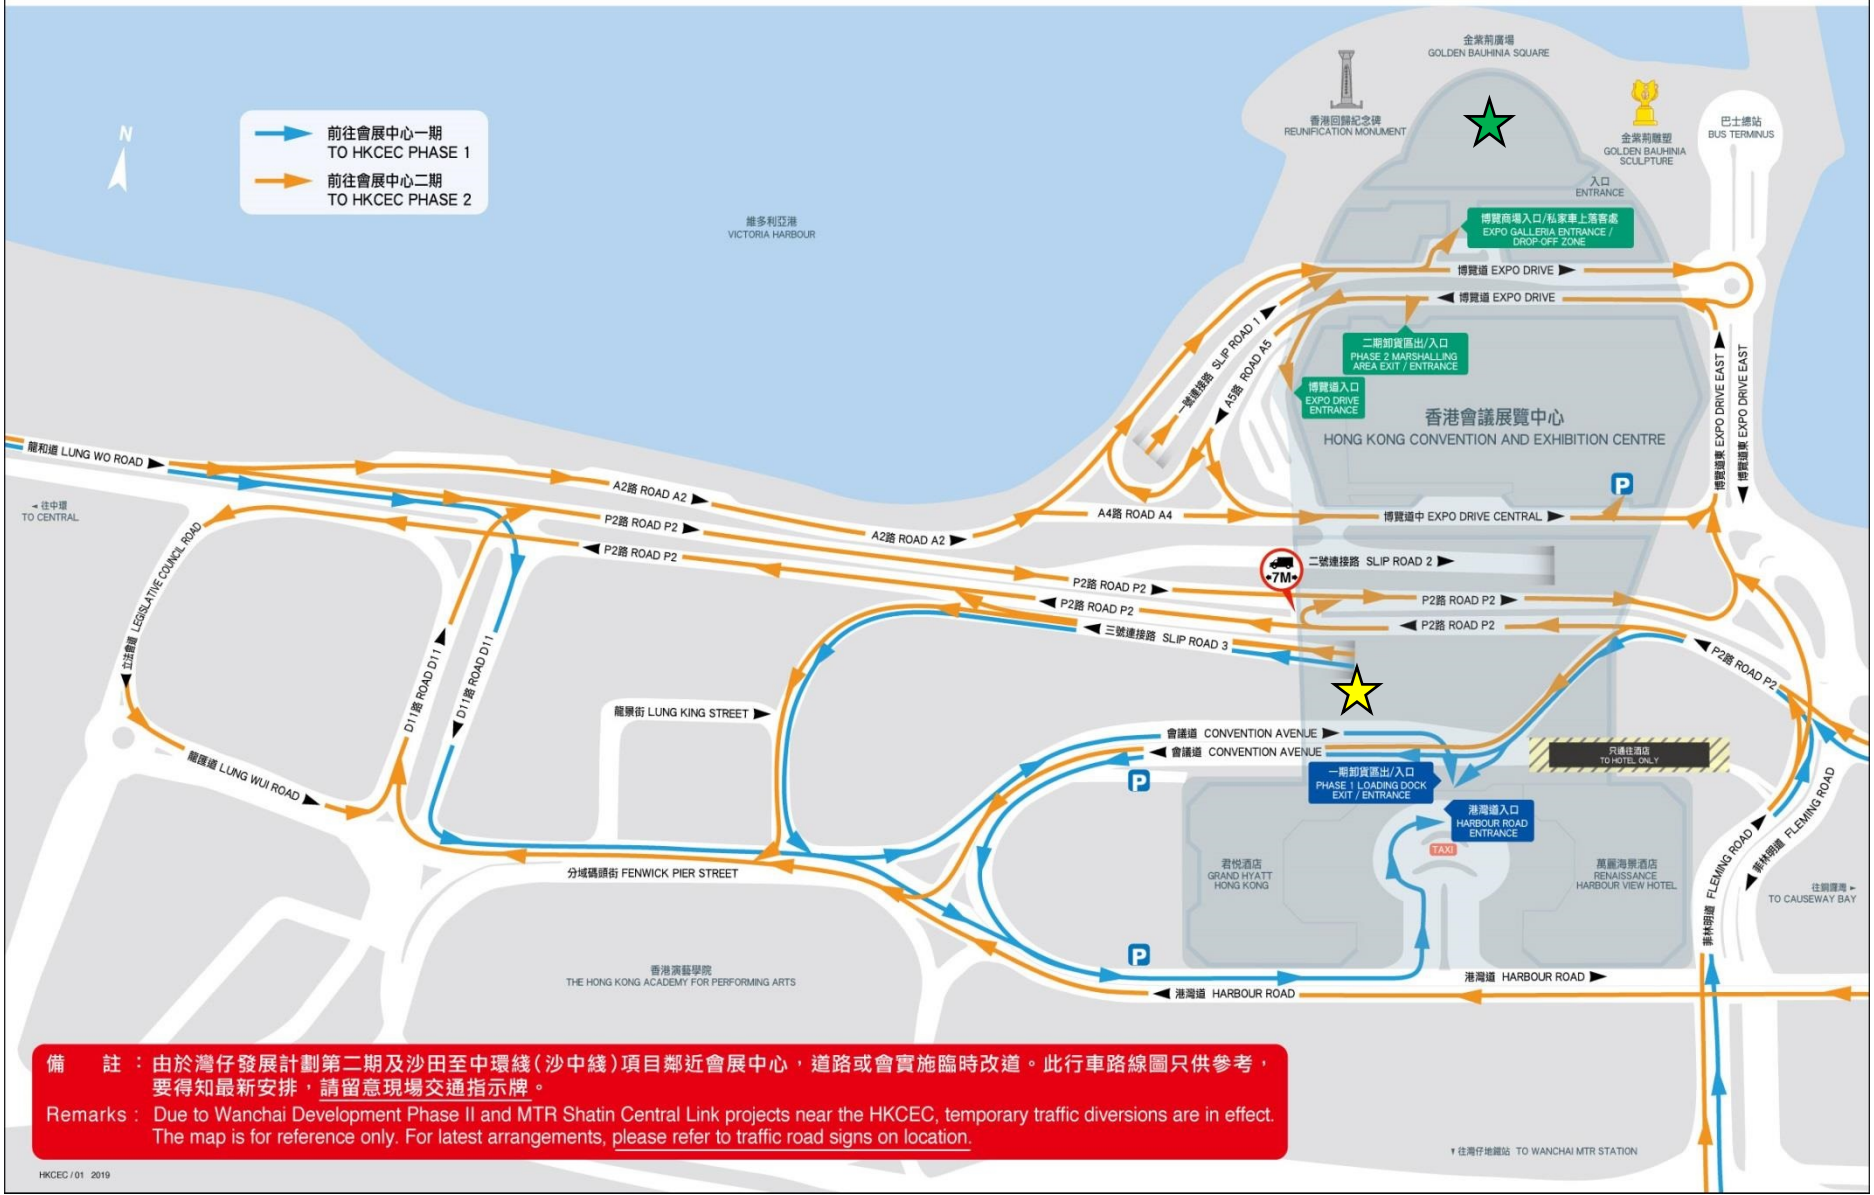 金紫荊廣場
GOLDEN BAUHINIA SQUARE
香港回歸紀念碑
REUNIFICATION MONUMENT
金紫荊雕塑
GOLDEN BAUHINIA
SCULPTURE
巴士總站
BUS TERMINUS
N
前往會展中心一期
TO HKCEC PHASE 1
前往會展中心二期
TO HKCEC PHASE 2
維多利亞港
VICTORIA HARBOUR
入口
ENTRANCE
博覽商場入口/私家車上落客處
EXPO GALLERIA ENTRANCE /
DROP-OFF ZONE
博覽道 EXPO DRIVE
博覽道 EXPO DRIVE
一號連接路 SLIP ROAD 1
A5路 ROAD A5
二期卸貨區出/入口
PHASE 2 MARSHALLING
AREA EXIT / ENTRANCE
博覽道入口
EXPO DRIVE
ENTRANCE
香港會議展覽中心
HONG KONG CONVENTION AND EXHIBITION CENTRE
博覽道東 EXPO DRIVE EAST
博覽道東 EXPO DRIVE EAST
龍和道 LUNG WO ROAD
往中環
TO CENTRAL
A2路 ROAD A2
A2路 ROAD A2
P2路 ROAD P2
P2路 ROAD P2
A4路 ROAD A4
P
博覽道中 EXPO DRIVE CENTRAL
二號連接路 SLIP ROAD 2
7M
P2路 ROAD P2
P2路 ROAD P2
P2路 ROAD P2
P2路 ROAD P2
三號連接路 SLIP ROAD 3
P2路 ROAD P2
立法會道 LEGISLATIVE COUNCIL ROAD
D11路 ROAD D11
D11路 ROAD D11
龍景街 LUNG KING STREET
龍匯道 LUNG WUI ROAD
會議道 CONVENTION AVENUE
會議道 CONVENTION AVENUE
只通往酒店
TO HOTEL ONLY
一期卸貨區出/入口
PHASE 1 LOADING DOCK
EXIT / ENTRANCE
P
港灣道入口
HARBOUR ROAD
ENTRANCE
TAXI
君悅酒店
GRAND HYATT
HONG KONG
萬麗海景酒店
RENAISSANCE
HARBOUR VIEW HOTEL
菲林明道 FLEMING ROAD
菲林明道 FLEMING ROAD
往銅鑼灣
TO CAUSEWAY BAY
分域碼頭街 FENWICK PIER STREET
P
香港演藝學院
THE HONG KONG ACADEMY FOR PERFORMING ARTS
港灣道 HARBOUR ROAD
港灣道 HARBOUR ROAD
備 註：由於灣仔發展計劃第二期及沙田至中環綫(沙中綫)項目鄰近會展中心，道路或會實施臨時改道。此行車路線圖只供參考，
要得知最新安排，請留意現場交通指示牌。
Remarks : Due to Wanchai Development Phase II and MTR Shatin Central Link projects near the HKCEC, temporary traffic diversions are in effect.
The map is for reference only. For latest arrangements, please refer to traffic road signs on location.
往灣仔地鐵站 TO WANCHAI MTR STATION
HKCEC / 01 2019